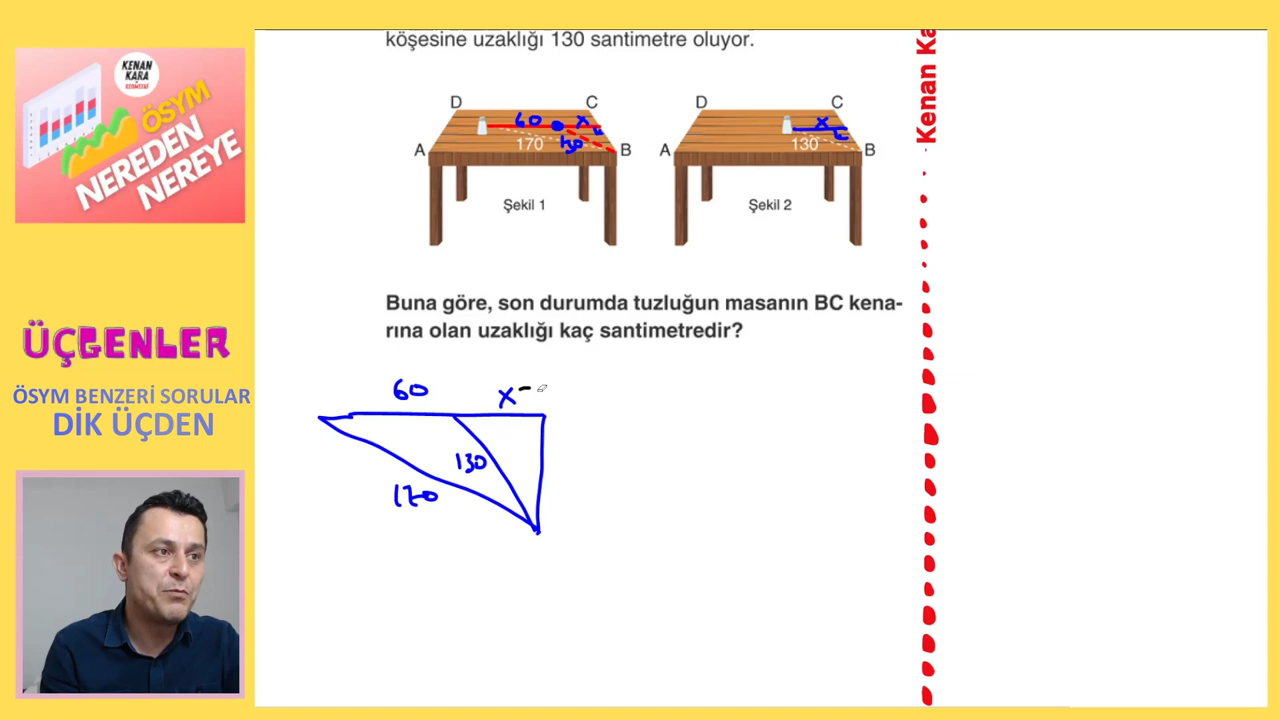 KENAN
KARA
ÖSYM
NEREDEN
NEREYE
ÜÇGENLER
ÖSYM BENZERİ SORULAR
DİK ÜÇGEN
köşesine uzaklığı 130 santimetre oluyor.
D
C
60
x
170
130
A
B
Şekil 1
D
C
x
130
A
B
Şekil 2
Buna göre, son durumda tuzluğun masanın BC kena-
rına olan uzaklığı kaç santimetredir?
60
x
130
170
Kenan Ka